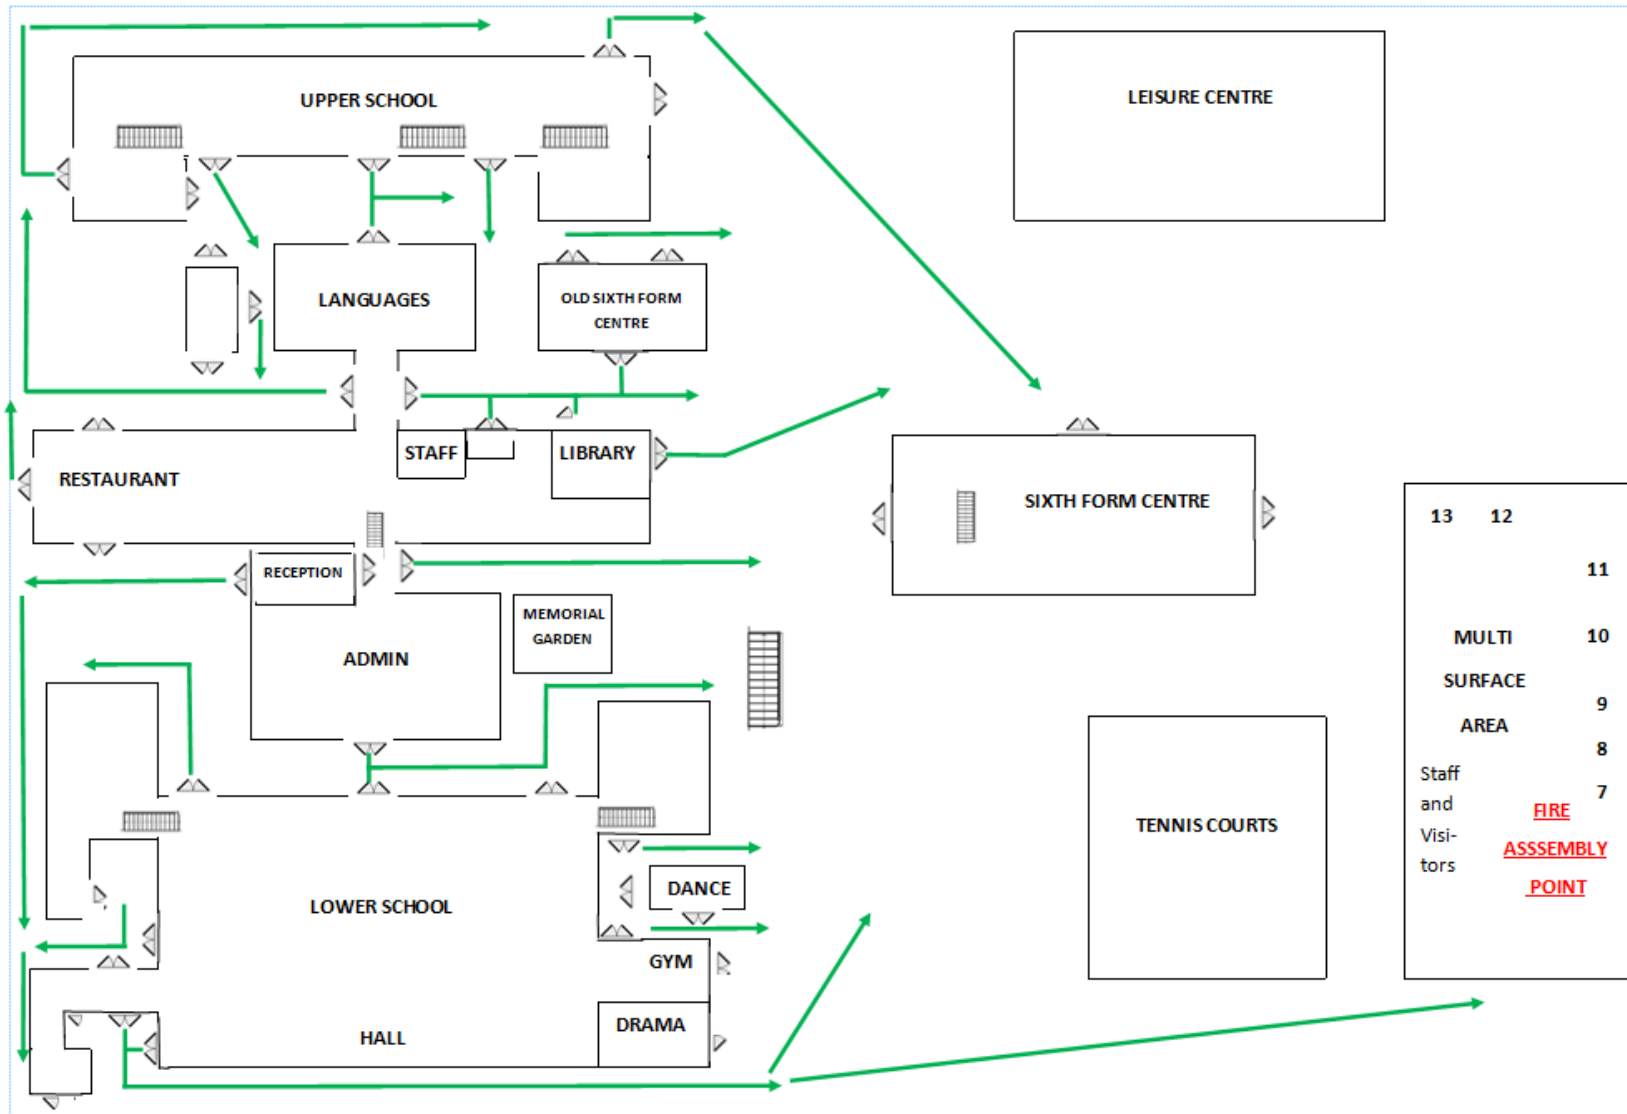 UPPER SCHOOL
LEISURE CENTRE
LANGUAGES
OLD SIXTH FORM
CENTRE
STAFF
LIBRARY
RESTAURANT
SIXTH FORM CENTRE
13 12
11
RECEPTION
MEMORIAL
GARDEN
ADMIN
MULTI
10
SURFACE
9
AREA
8
Staff
and
Visi-
tors
7
FIRE
ASSSEMBLY
POINT
TENNIS COURTS
DANCE
LOWER SCHOOL
GYM
DRAMA
HALL